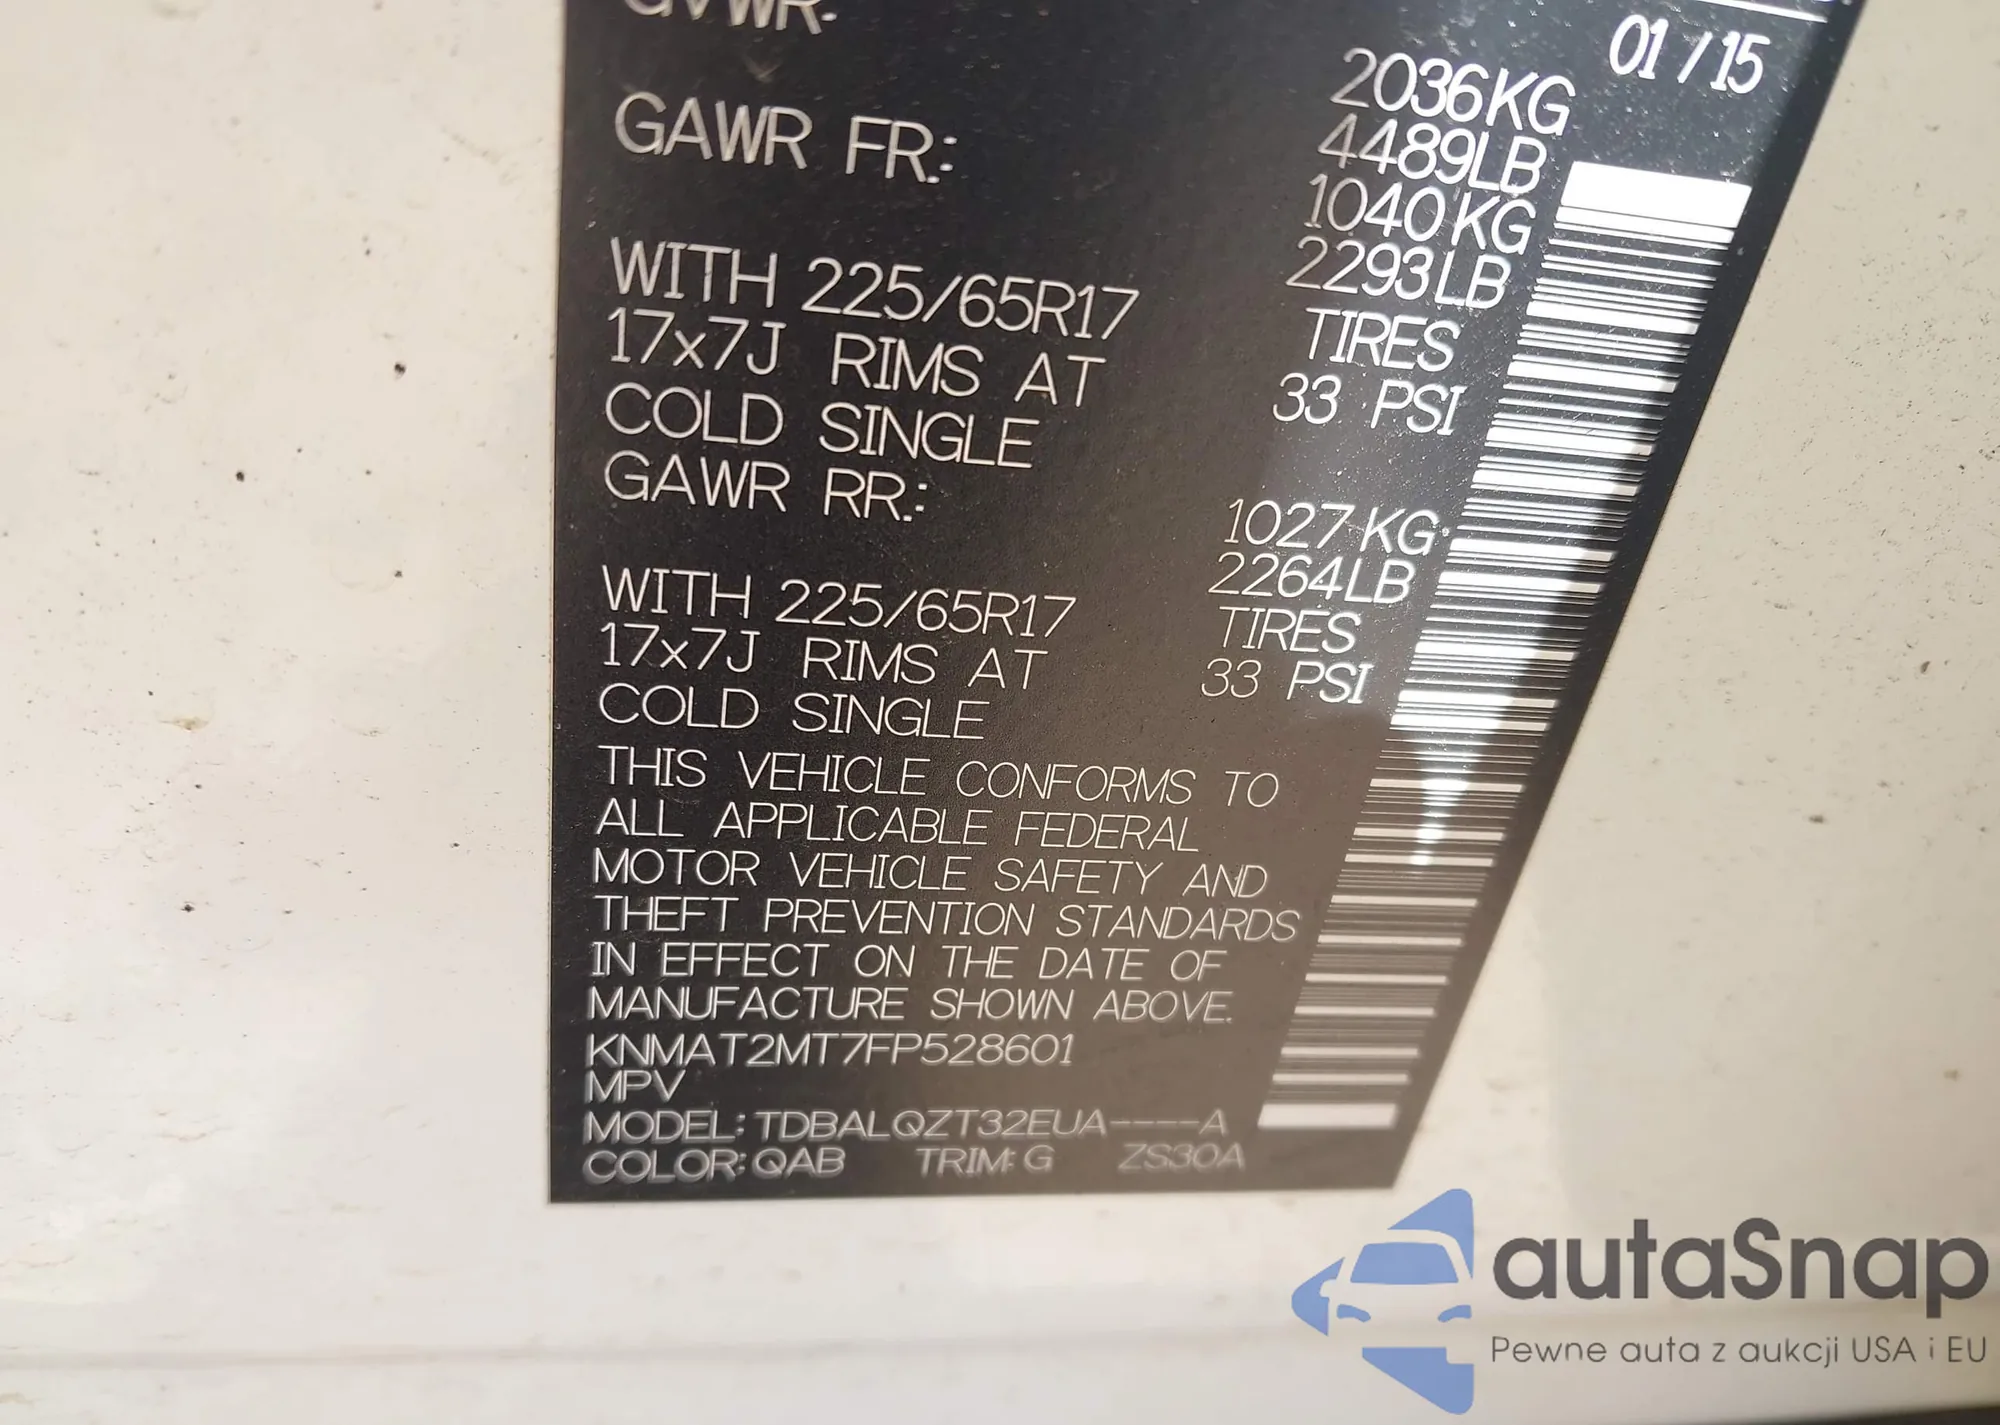 01 / 15
GVWR: 2036KG
4489LB
GAWR FR.: 1040KG
2293LB
WITH 225/65R17 TIRES
17x7J RIMS AT 33 PSI
COLD SINGLE
GAWR RR.: 1027KG
2264LB
WITH 225/65R17 TIRES
17x7J RIMS AT 33 PSI
COLD SINGLE
THIS VEHICLE CONFORMS TO
ALL APPLICABLE FEDERAL
MOTOR VEHICLE SAFETY AND
THEFT PREVENTION STANDARDS
IN EFFECT ON THE DATE OF
MANUFACTURE SHOWN ABOVE.
KNMAT2MT7FP528601
MPV
MODEL: TDBALQZT32EUA----A
COLOR: QAB TRIM: G ZS30A
autaSnap
Pewne auta z aukcji USA i EU